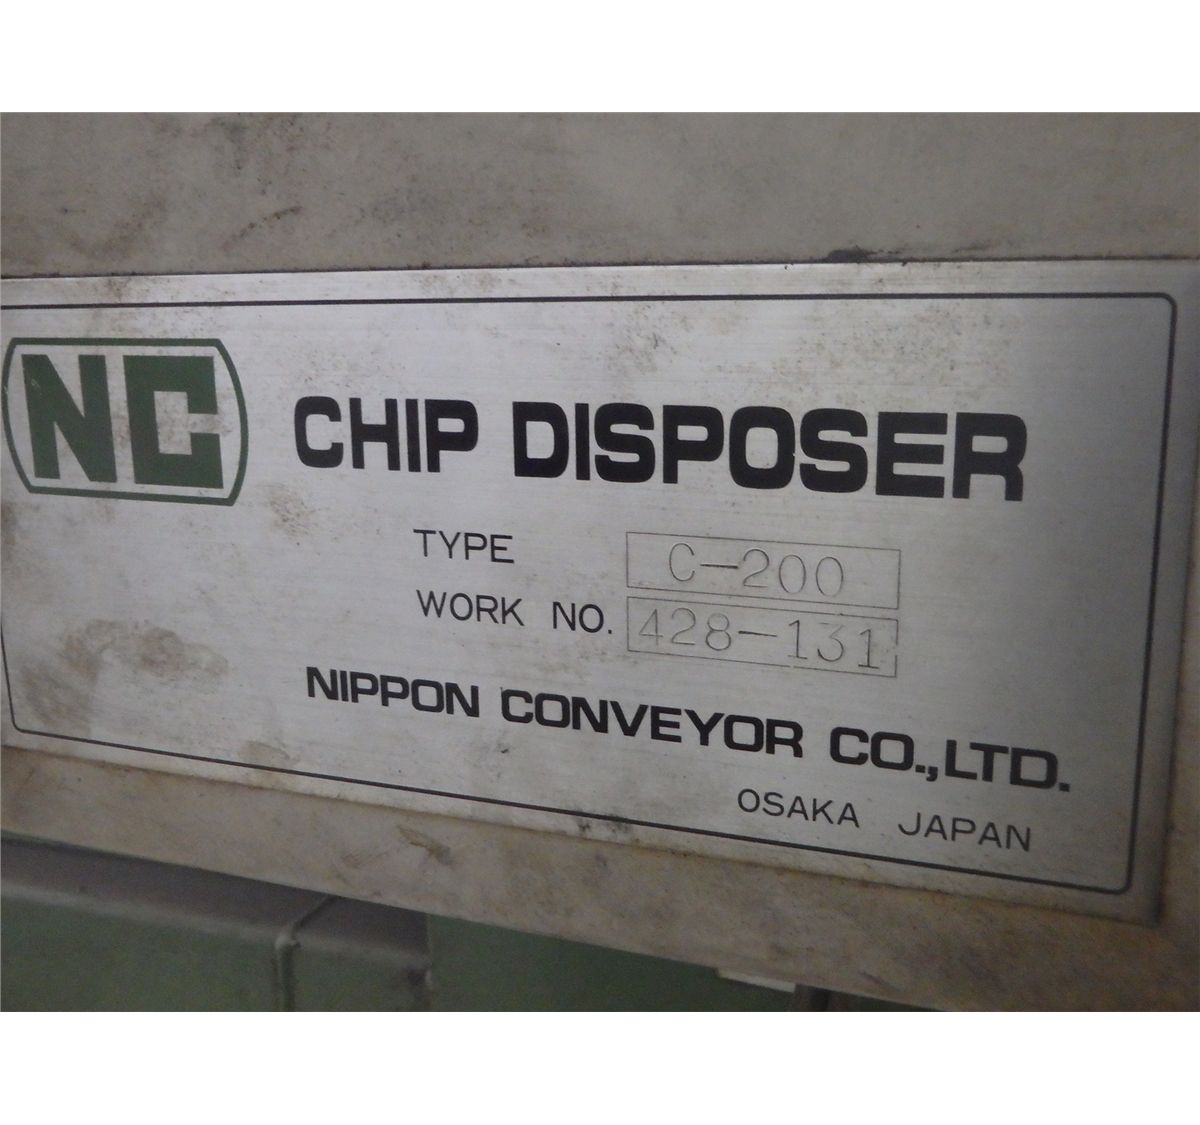 NC
CHIP DISPOSER
TYPE C-200
WORK NO. 428-131
NIPPON CONVEYOR CO.,LTD.
OSAKA JAPAN